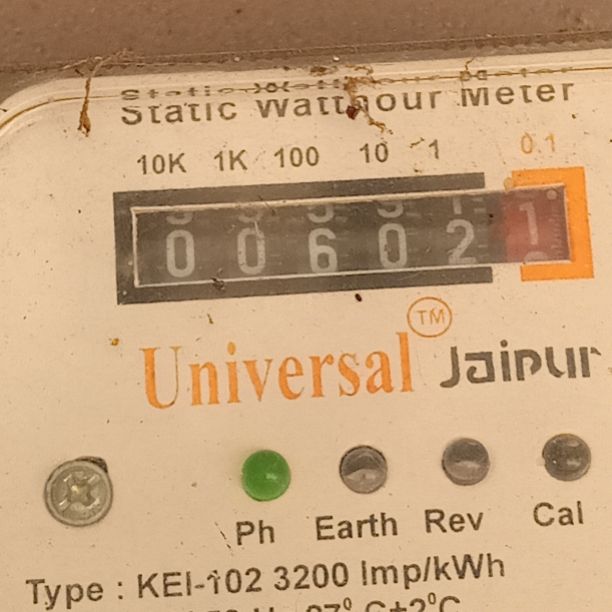 Static Watthour Meter
10K 1K 100 10 1 0.1
0 0 6 0 2 1
Universal TM Jaipur
Ph Earth Rev Cal
Type : KEI-102 3200 Imp/kWh